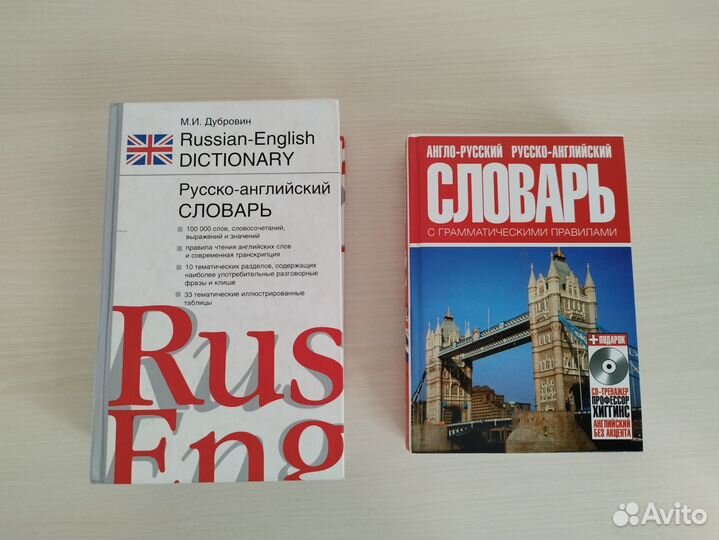 М.И. Дубровин
Russian-English
DICTIONARY
Русско-английский
СЛОВАРЬ
100 000 слов, словосочетаний,
выражений и значений
правила чтения английских слов
и современная транскрипция
10 тематических разделов, содержащих
наиболее употребительные разговорные
фразы и клише
33 тематические иллюстрированные
таблицы
Rus
Rus
Eng
Eng
АНГЛО-РУССКИЙ РУССКО-АНГЛИЙСКИЙ
СЛОВАРЬ
С ГРАММАТИЧЕСКИМИ ПРАВИЛАМИ
+ПОДАРОК
CD-ТРЕНАЖЕР
ПРОФЕССОР
ХИГГИНС
АНГЛИЙСКИЙ
БЕЗ АКЦЕНТА
Avito